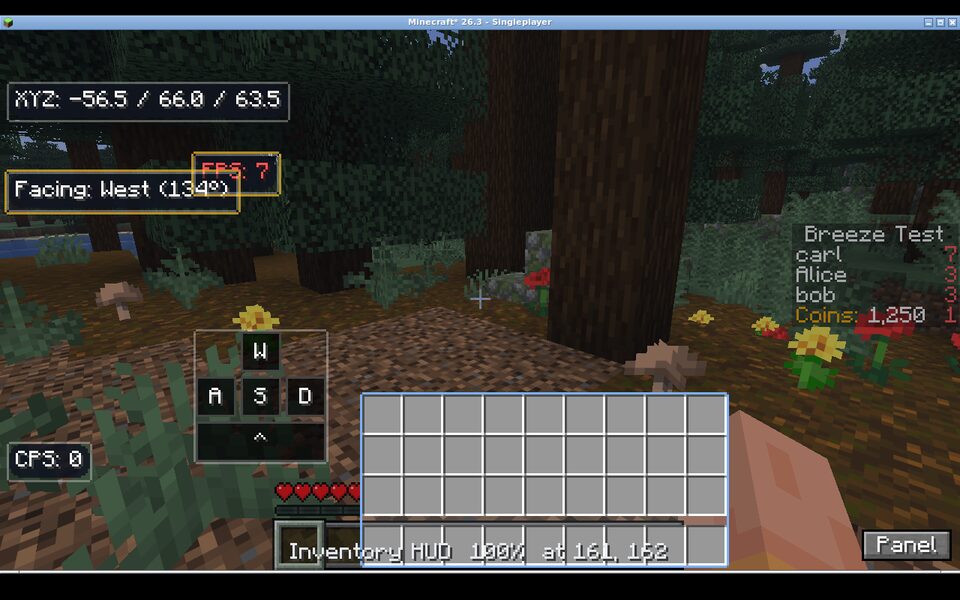 Minecraft* 26.3 - Singleplayer
XYZ: -56.5 / 66.0 / 63.5
FPS: 7
Facing: West (134°)
Breeze Test
carl 7
Alice 3
bob 3
Coins: 1,250 1
W
A S D
^
CPS: 0
Inventory HUD 100% at 161, 152
Panel